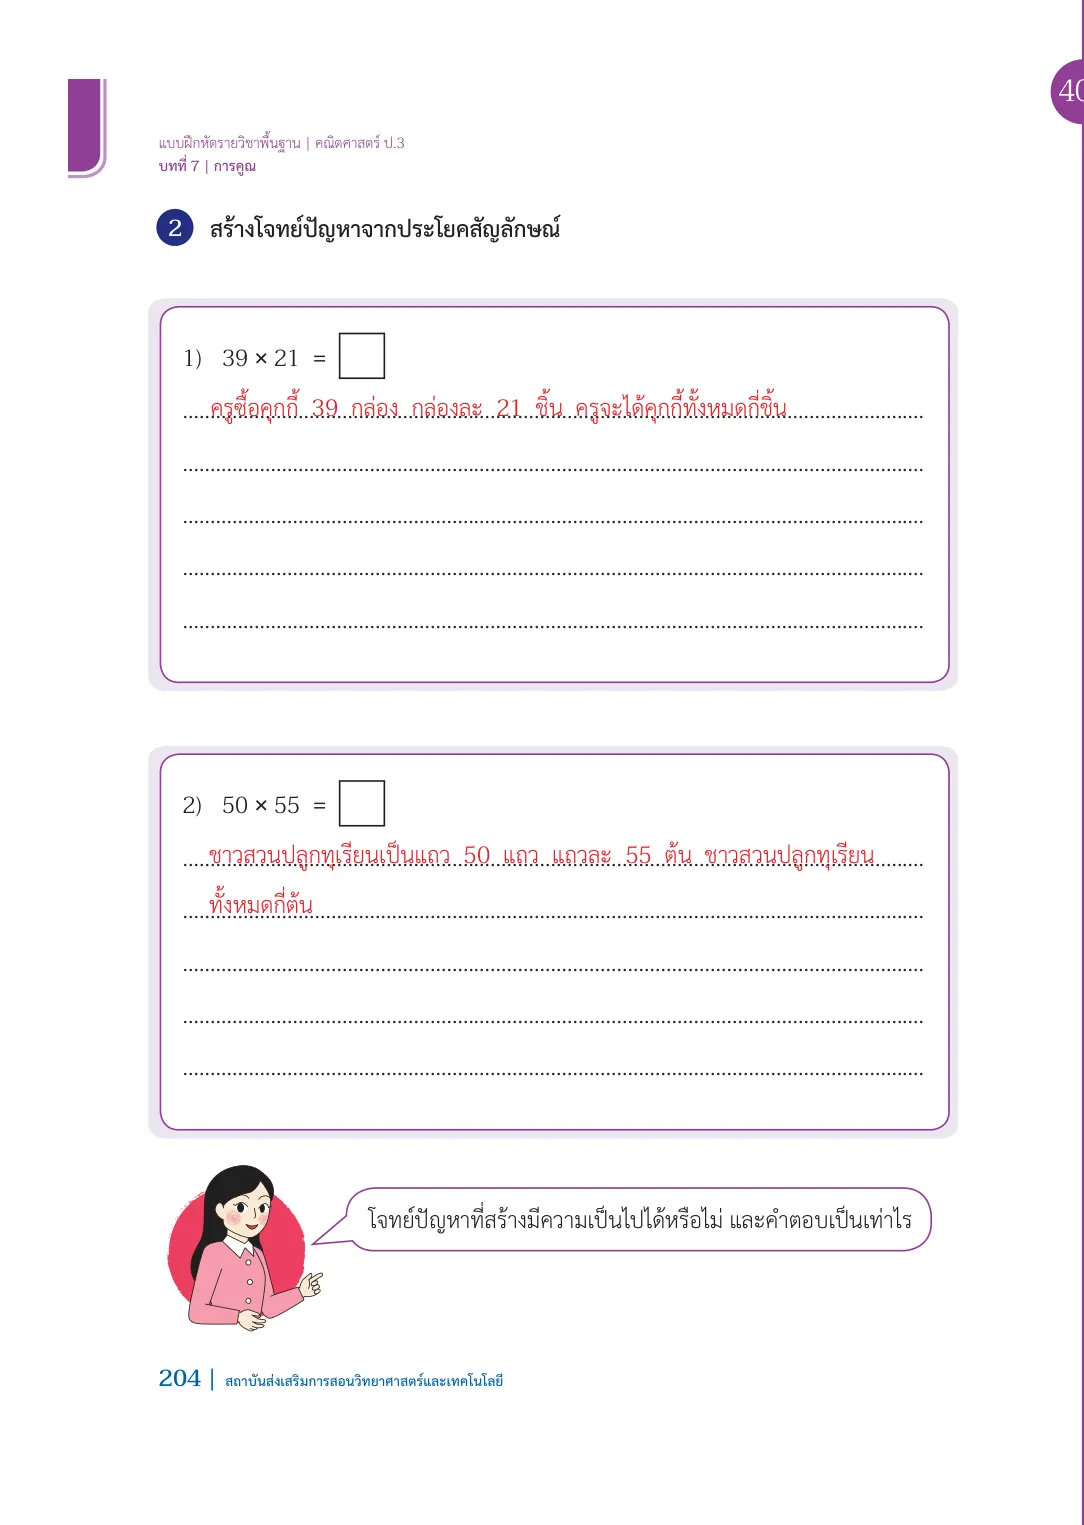 40
แบบฝึกหัดรายวิชาพื้นฐาน | คณิตศาสตร์ ป.3
บทที่ 7 | การคูณ
2 สร้างโจทย์ปัญหาจากประโยคสัญลักษณ์
1) 39 × 21 =
ครูซื้อคุกกี้ 39 กล่อง กล่องละ 21 ชิ้น ครูจะได้คุกกี้ทั้งหมดกี่ชิ้น
2) 50 × 55 =
ชาวสวนปลูกทุเรียนเป็นแถว 50 แถว แถวละ 55 ต้น ชาวสวนปลูกทุเรียน
ทั้งหมดกี่ต้น
โจทย์ปัญหาที่สร้างมีความเป็นไปได้หรือไม่ และคำตอบเป็นเท่าไร
204 | สถาบันส่งเสริมการสอนวิทยาศาสตร์และเทคโนโลยี